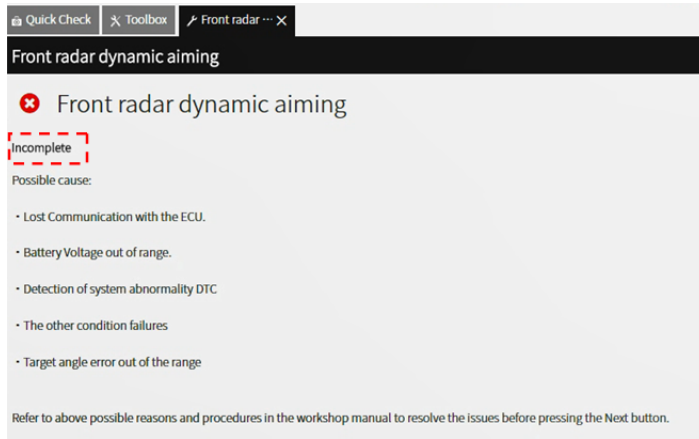 Quick Check
Toolbox
Front radar ···
Front radar dynamic aiming
Front radar dynamic aiming
Incomplete
Possible cause:
・Lost Communication with the ECU.
・Battery Voltage out of range.
・Detection of system abnormality DTC
・The other condition failures
・Target angle error out of the range
Refer to above possible reasons and procedures in the workshop manual to resolve the issues before pressing the Next button.